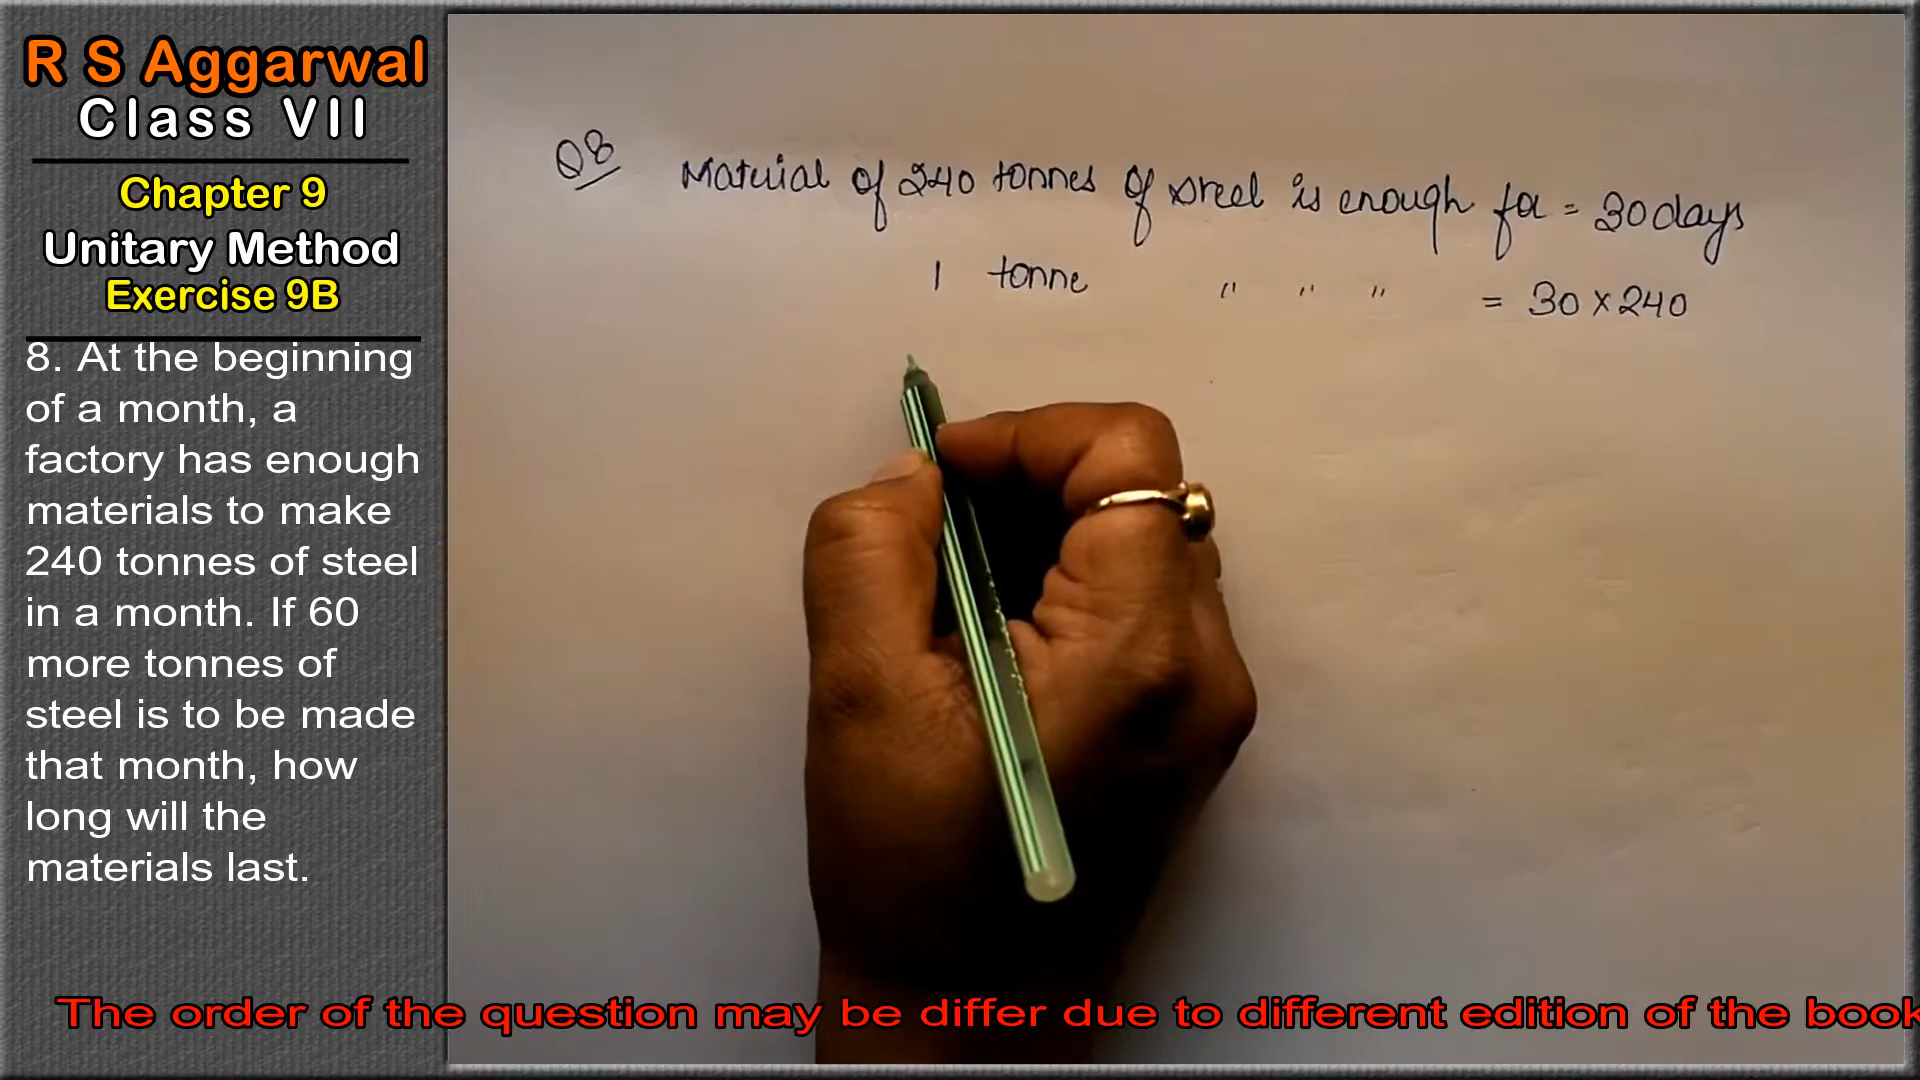 R S Aggarwal
Class VII
Chapter 9
Unitary Method
Exercise 9B
8. At the beginning
of a month, a
factory has enough
materials to make
240 tonnes of steel
in a month. If 60
more tonnes of
steel is to be made
that month, how
long will the
materials last.
Q8 Material of 240 tonnes of steel is enough for = 30 days
1 tonne " " " = 30 × 240
The order of the question may be differ due to different edition of the book